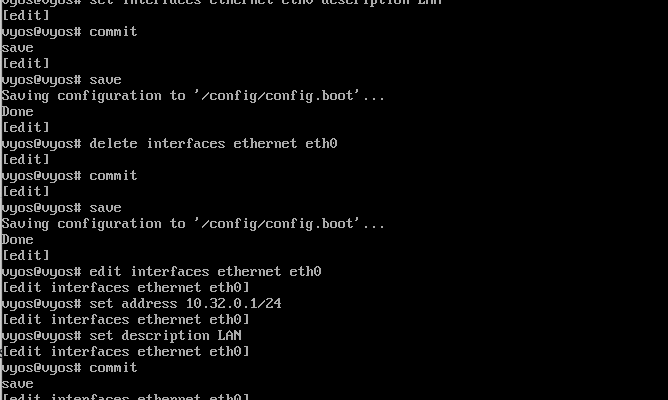 vyos@vyos# set interfaces ethernet eth0 description LAN
[edit]
vyos@vyos# commit
save
[edit]
vyos@vyos# save
Saving configuration to '/config/config.boot'...
Done
[edit]
vyos@vyos# delete interfaces ethernet eth0
[edit]
vyos@vyos# commit
[edit]
vyos@vyos# save
Saving configuration to '/config/config.boot'...
Done
[edit]
vyos@vyos# edit interfaces ethernet eth0
[edit interfaces ethernet eth0]
vyos@vyos# set address 10.32.0.1/24
[edit interfaces ethernet eth0]
vyos@vyos# set description LAN
[edit interfaces ethernet eth0]
vyos@vyos# commit
save
[edit interfaces ethernet eth0]